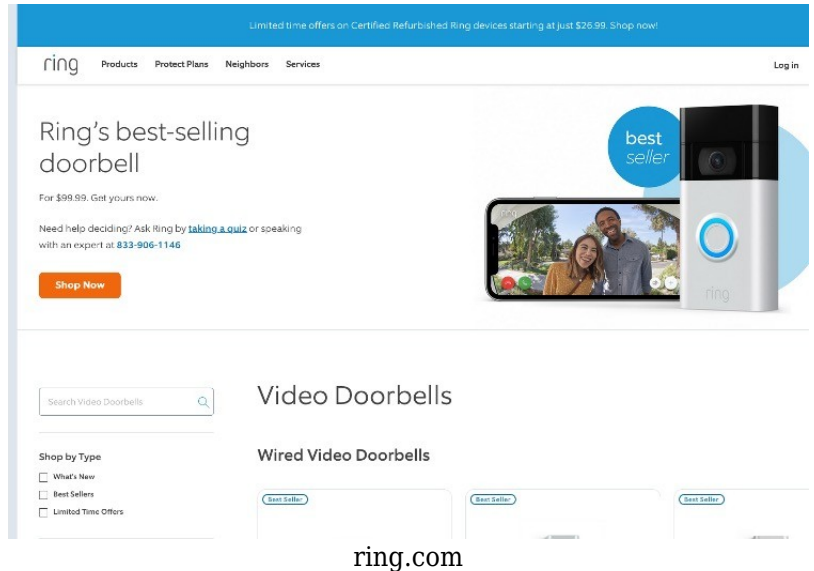 Limited time offers on Certified Refurbished Ring devices starting at just $26.99. Shop now!
ring
Products Protect Plans Neighbors Services Log in
Ring's best-selling
doorbell
For $99.99. Get yours now.
Need help deciding? Ask Ring by taking a quiz or speaking
with an expert at 833-906-1146
Shop Now
best
seller
ring
ring
Search Video Doorbells
Video Doorbells
Shop by Type
What's New
Best Sellers
Limited Time Offers
Wired Video Doorbells
Best Seller Best Seller Best Seller
ring.com